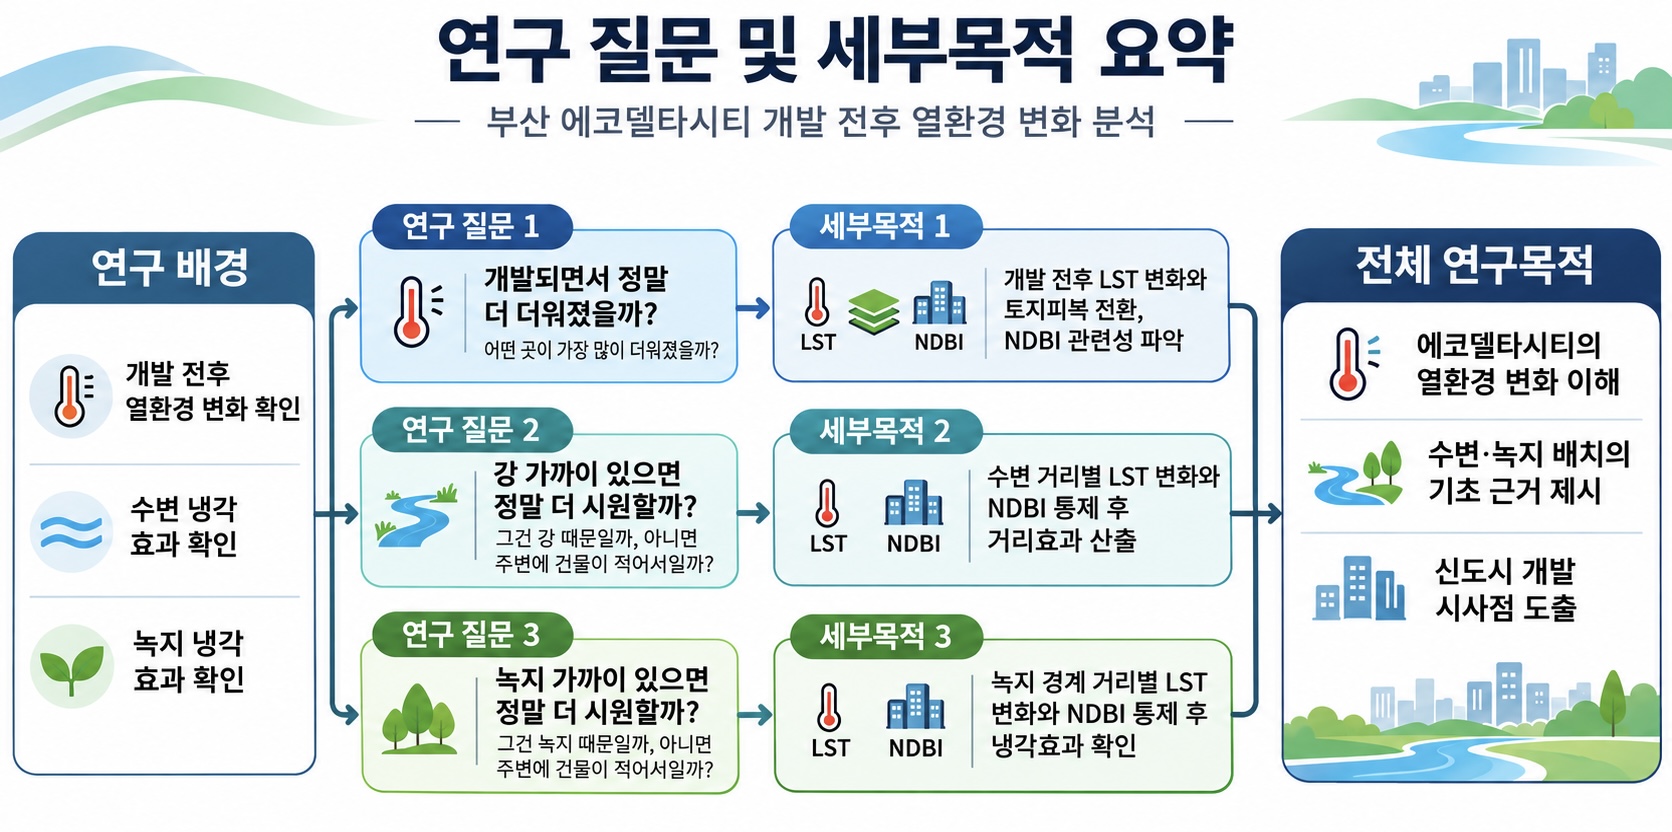 연구 질문 및 세부목적 요약
부산 에코델타시티 개발 전후 열환경 변화 분석
연구 배경
개발 전후
열환경 변화 확인
수변 냉각
효과 확인
녹지 냉각
효과 확인
연구 질문 1
개발되면서 정말
더 더워졌을까?
어떤 곳이 가장 많이 더워졌을까?
세부목적 1
LST
NDBI
개발 전후 LST 변화와
토지피복 전환,
NDBI 관련성 파악
연구 질문 2
강 가까이 있으면
정말 더 시원할까?
그건 강 때문일까, 아니면
주변에 건물이 적어서일까?
세부목적 2
LST
NDBI
수변 거리별 LST 변화와
NDBI 통제 후
거리효과 산출
연구 질문 3
녹지 가까이 있으면
정말 더 시원할까?
그건 녹지 때문일까, 아니면
주변에 건물이 적어서일까?
세부목적 3
LST
NDBI
녹지 경계 거리별 LST
변화와 NDBI 통제 후
냉각효과 확인
전체 연구목적
에코델타시티의
열환경 변화 이해
수변·녹지 배치의
기초 근거 제시
신도시 개발
시사점 도출